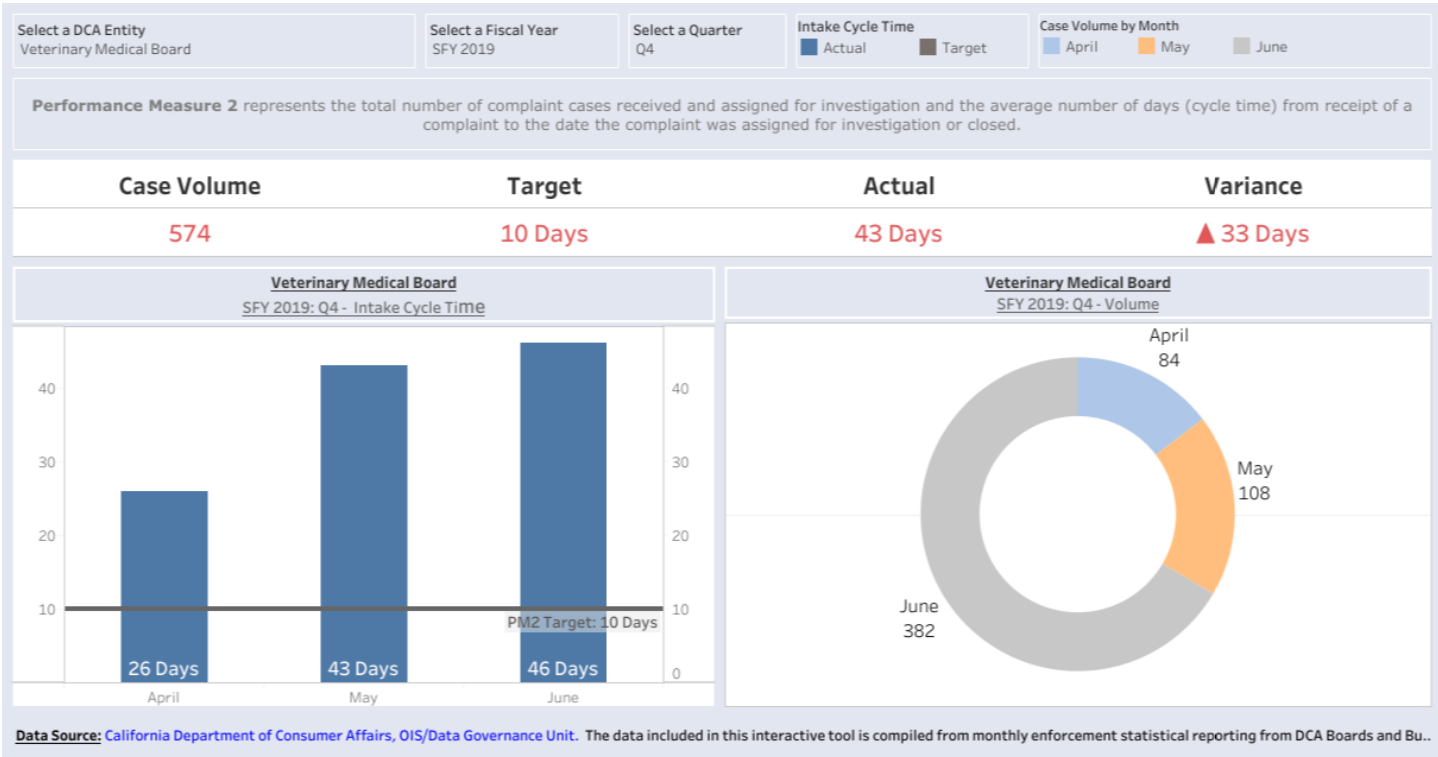 Select a DCA Entity
Veterinary Medical Board
Select a Fiscal Year
SFY 2019
Select a Quarter
Q4
Intake Cycle Time
Actual
Target
Case Volume by Month
April
May
June
Performance Measure 2 represents the total number of complaint cases received and assigned for investigation and the average number of days (cycle time) from receipt of a
complaint to the date the complaint was assigned for investigation or closed.
Case Volume
Target
Actual
Variance
574
10 Days
43 Days
▲ 33 Days
Veterinary Medical Board
SFY 2019: Q4 - Intake Cycle Time
40
30
20
10
40
30
20
10
0
PM2 Target: 10 Days
26 Days
43 Days
46 Days
April
May
June
Veterinary Medical Board
SFY 2019: Q4 - Volume
April
84
May
108
June
382
Data Source: California Department of Consumer Affairs, OIS/Data Governance Unit. The data included in this interactive tool is compiled from monthly enforcement statistical reporting from DCA Boards and Bu..